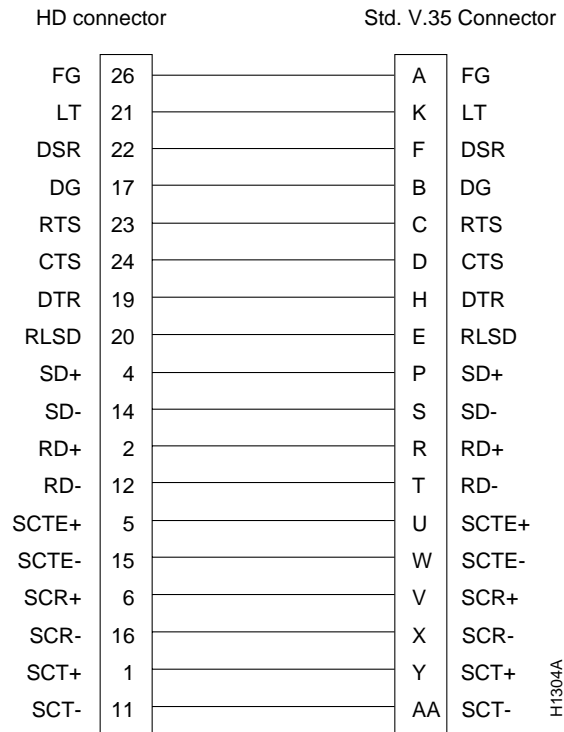 HD connector Std. V.35 Connector
FG 26 A FG
LT 21 K LT
DSR 22 F DSR
DG 17 B DG
RTS 23 C RTS
CTS 24 D CTS
DTR 19 H DTR
RLSD 20 E RLSD
SD+ 4 P SD+
SD- 14 S SD-
RD+ 2 R RD+
RD- 12 T RD-
SCTE+ 5 U SCTE+
SCTE- 15 W SCTE-
SCR+ 6 V SCR+
SCR- 16 X SCR-
SCT+ 1 Y SCT+
SCT- 11 AA SCT-
H1304A